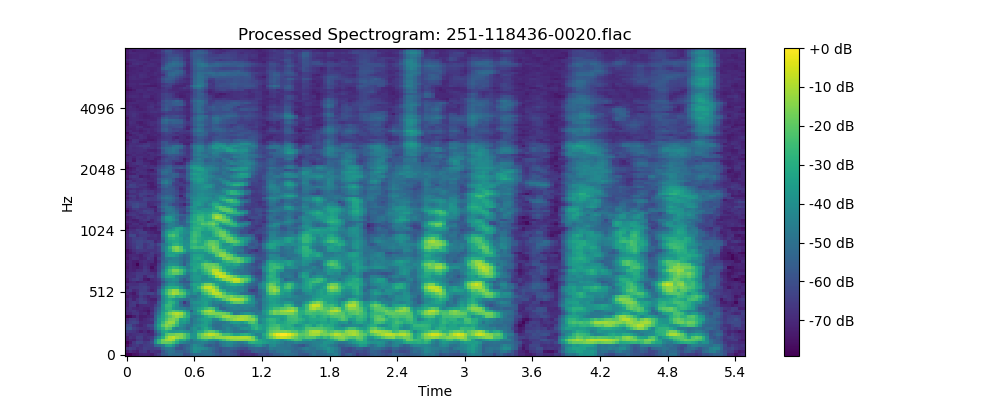 Processed Spectrogram: 251-118436-0020.flac
Hz
4096
2048
1024
512
0
0 0.6 1.2 1.8 2.4 3 3.6 4.2 4.8 5.4
Time
+0 dB
-10 dB
-20 dB
-30 dB
-40 dB
-50 dB
-60 dB
-70 dB